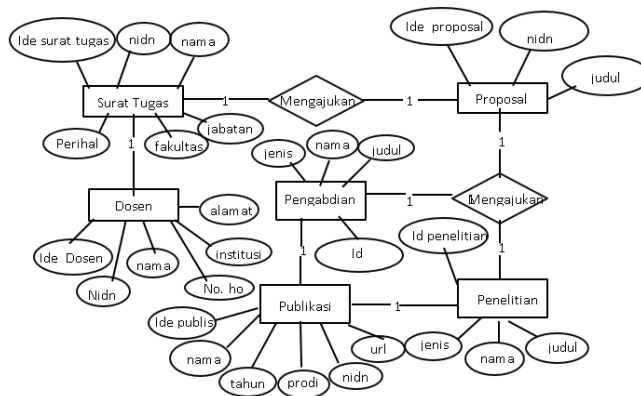 Ide surat tugas
nidn
nama
Ide proposal
nidn
judul
Surat Tugas
1
Mengajukan
1
Proposal
Perihal
fakultas
jabatan
1
jenis
nama
judul
1
Dosen
alamat
Pengabdian
1
Mengajukan
Ide Dosen
institusi
Id
Id penelitian
nama
Nidn
No. ho
1
1
Ide publis
Publikasi
1
Penelitian
nama
url
jenis
judul
nama
tahun
prodi
nidn